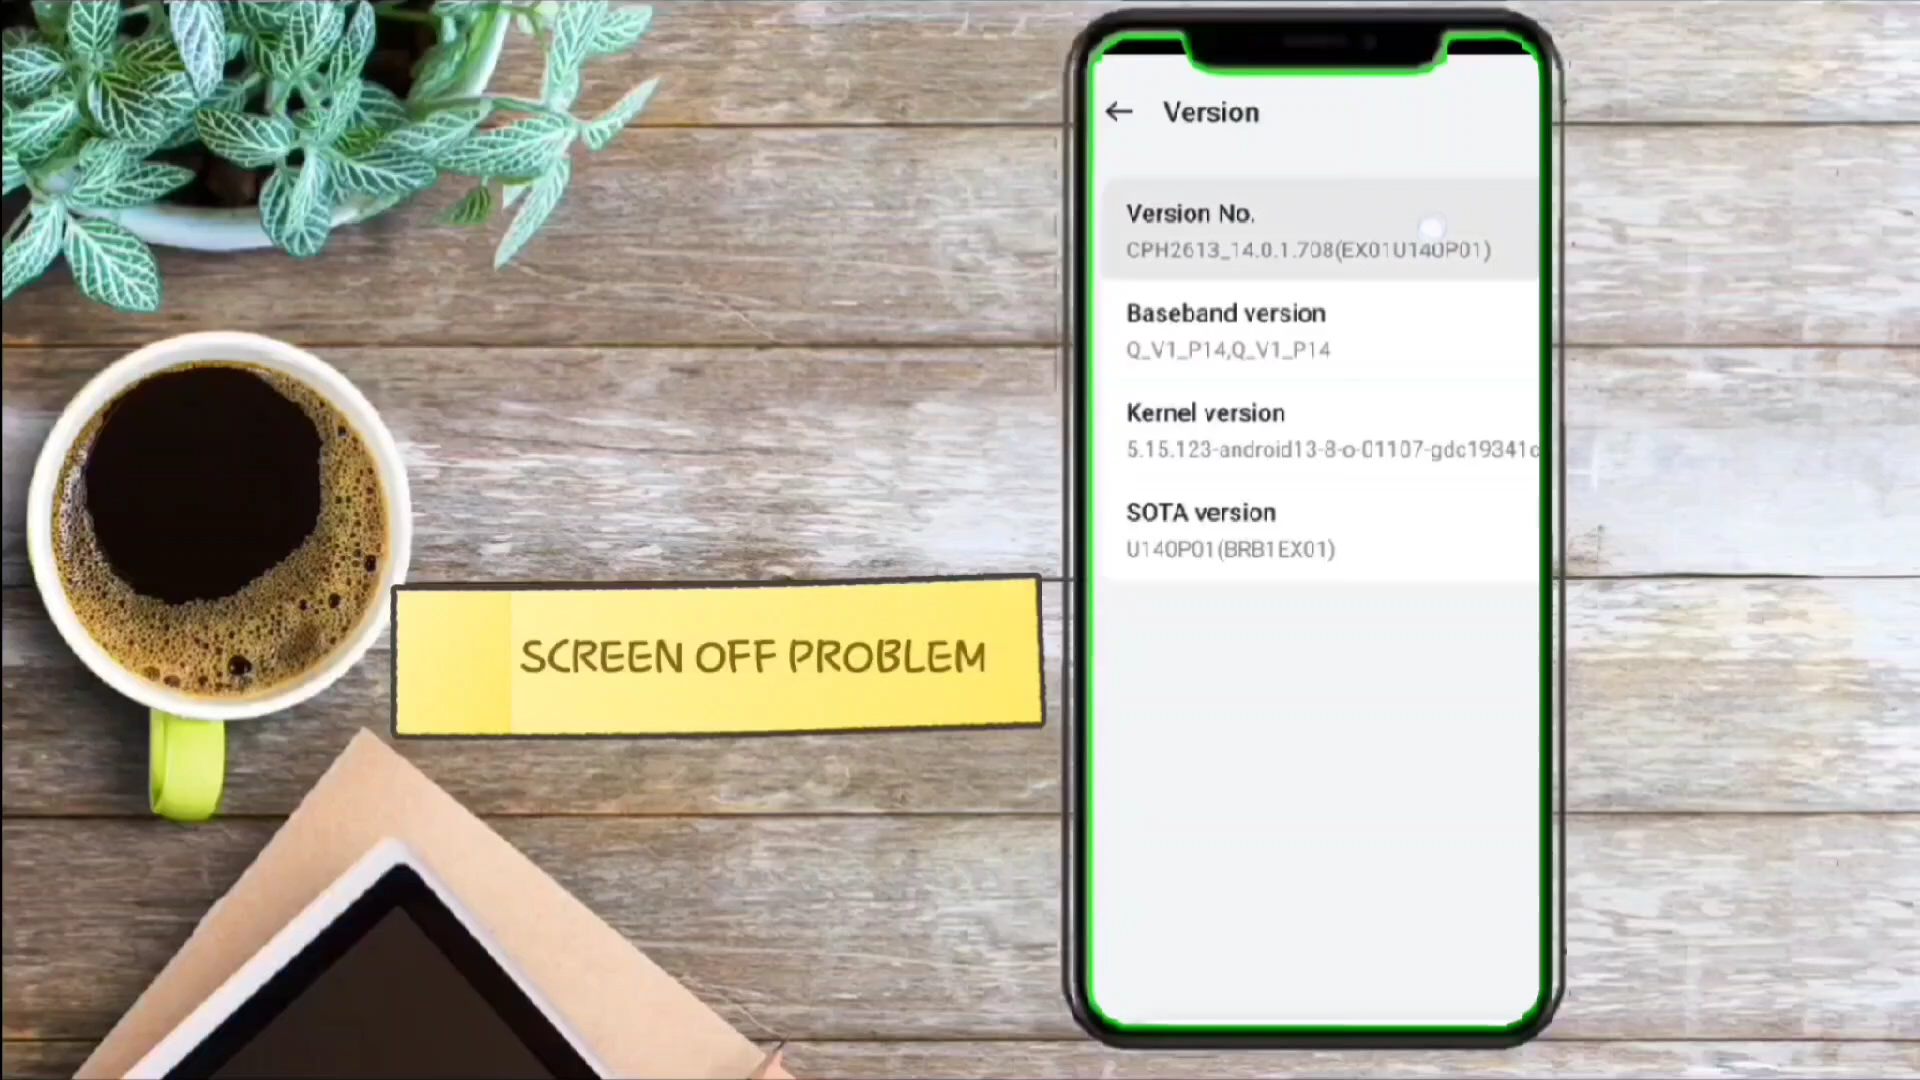 Version
Version No.
CPH2613_14.0.1.708(EX01U140P01)
Baseband version
Q_V1_P14,Q_V1_P14
Kernel version
5.15.123-android13-8-o-01107-gdc19341c
SOTA version
U140P01(BRB1EX01)
SCREEN OFF PROBLEM